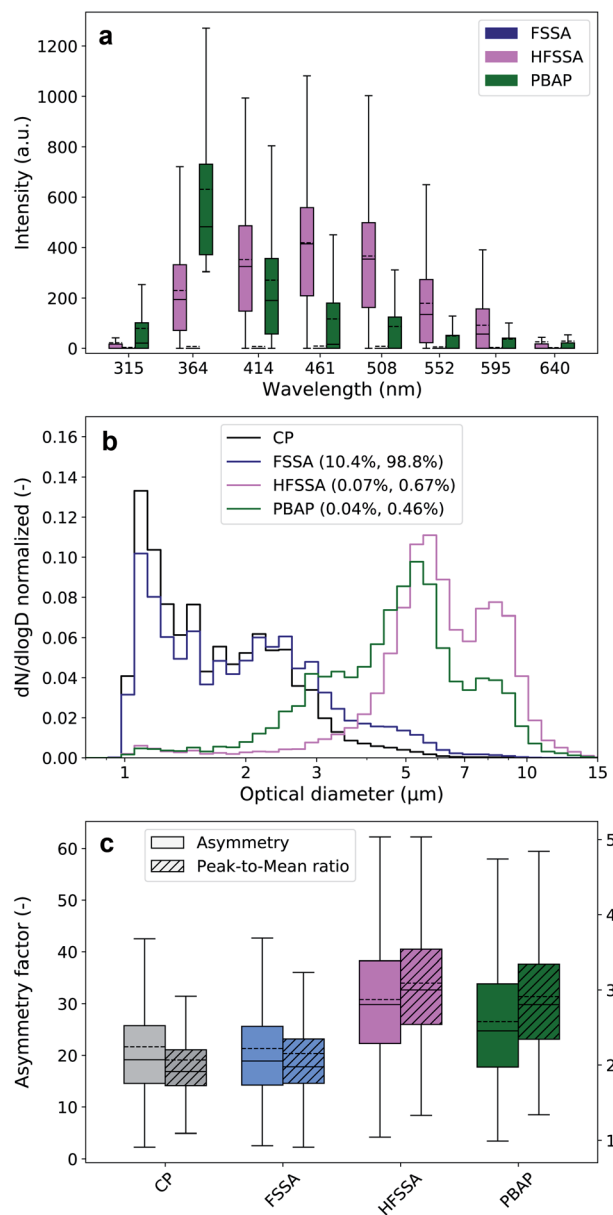 a
FSSA
HFSSA
PBAP
Intensity (a.u.)
1200
1000
800
600
400
200
0
315 364 414 461 508 552 595 640
Wavelength (nm)
b
CP
FSSA (10.4%, 98.8%)
HFSSA (0.07%, 0.67%)
PBAP (0.04%, 0.46%)
dN/dlogD normalized (-)
0.16
0.14
0.12
0.10
0.08
0.06
0.04
0.02
0.00
1 2 3 5 7 10 15
Optical diameter (μm)
c
Asymmetry
Peak-to-Mean ratio
Asymmetry factor (-)
60
50
40
30
20
10
0
5
4
3
2
1
CP FSSA HFSSA PBAP